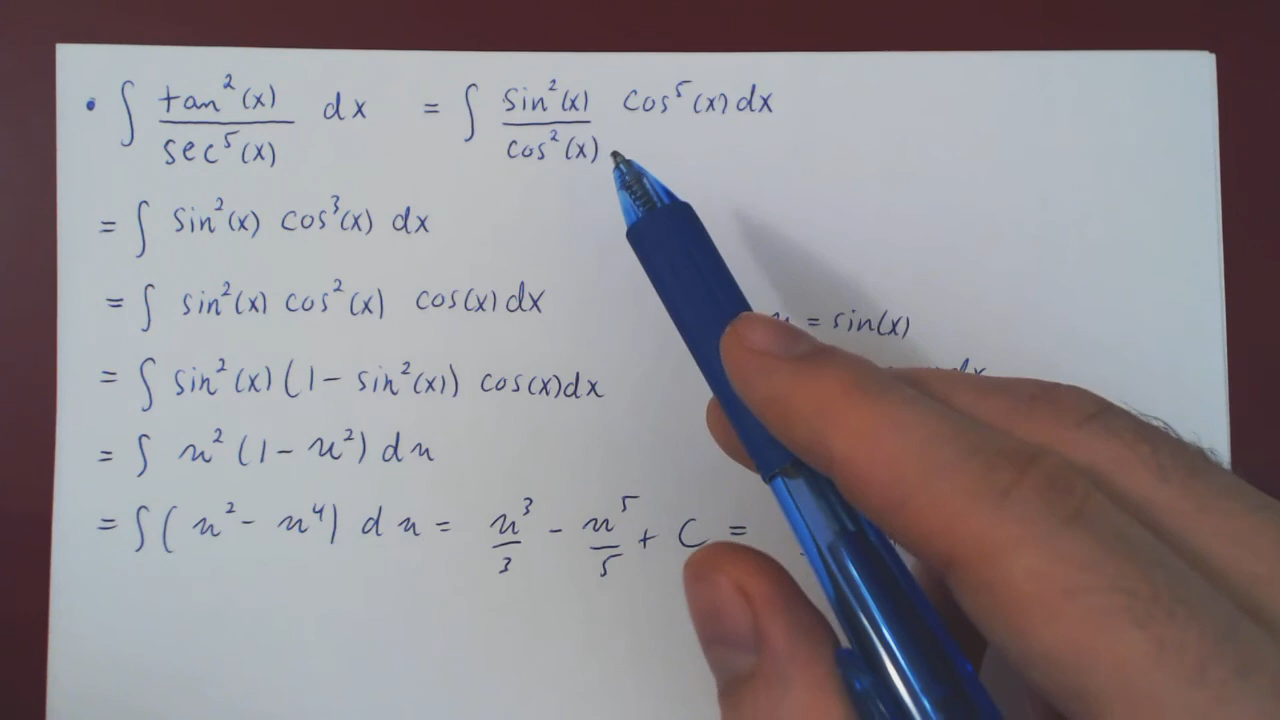 • ∫ tan²(x) / sec⁵(x) dx = ∫ sin²(x) / cos²(x) cos⁵(x) dx
= ∫ sin²(x) cos³(x) dx
= ∫ sin²(x) cos²(x) cos(x) dx
u = sin(x)
= ∫ sin²(x) (1 - sin²(x)) cos(x) dx
dx
= ∫ u² (1 - u²) du
= ∫ (u² - u⁴) du = u³/3 - u⁵/5 + C =